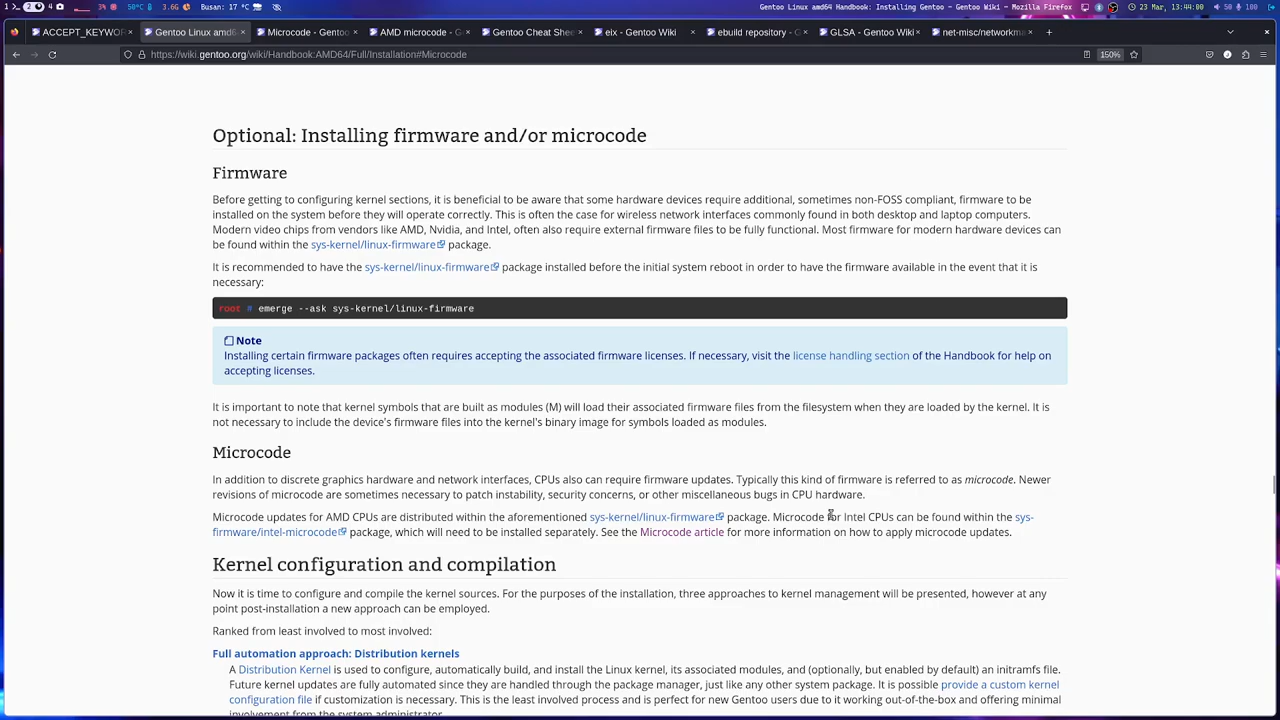 1 2 4 3% 50°C 3.6G Busan: 17 °C Gentoo Linux amd64 Handbook: Installing Gentoo - Gentoo Wiki — Mozilla Firefox 23 Mar, 13:44:00 50 100
ACCEPT_KEYWOR Gentoo Linux amd6 Microcode - Gentoo AMD microcode - G Gentoo Cheat Shee eix - Gentoo Wiki ebuild repository - G GLSA - Gentoo Wiki net-misc/networkma
https://wiki.gentoo.org/wiki/Handbook:AMD64/Full/Installation#Microcode 150%
Optional: Installing firmware and/or microcode
Firmware
Before getting to configuring kernel sections, it is beneficial to be aware that some hardware devices require additional, sometimes non-FOSS compliant, firmware to be
installed on the system before they will operate correctly. This is often the case for wireless network interfaces commonly found in both desktop and laptop computers.
Modern video chips from vendors like AMD, Nvidia, and Intel, often also require external firmware files to be fully functional. Most firmware for modern hardware devices can
be found within the sys-kernel/linux-firmware package.
It is recommended to have the sys-kernel/linux-firmware package installed before the initial system reboot in order to have the firmware available in the event that it is
necessary:
root # emerge --ask sys-kernel/linux-firmware
Note
Installing certain firmware packages often requires accepting the associated firmware licenses. If necessary, visit the license handling section of the Handbook for help on
accepting licenses.
It is important to note that kernel symbols that are built as modules (M) will load their associated firmware files from the filesystem when they are loaded by the kernel. It is
not necessary to include the device's firmware files into the kernel's binary image for symbols loaded as modules.
Microcode
In addition to discrete graphics hardware and network interfaces, CPUs also can require firmware updates. Typically this kind of firmware is referred to as microcode. Newer
revisions of microcode are sometimes necessary to patch instability, security concerns, or other miscellaneous bugs in CPU hardware.
Microcode updates for AMD CPUs are distributed within the aforementioned sys-kernel/linux-firmware package. Microcode for Intel CPUs can be found within the sys-
firmware/intel-microcode package, which will need to be installed separately. See the Microcode article for more information on how to apply microcode updates.
Kernel configuration and compilation
Now it is time to configure and compile the kernel sources. For the purposes of the installation, three approaches to kernel management will be presented, however at any
point post-installation a new approach can be employed.
Ranked from least involved to most involved:
Full automation approach: Distribution kernels
A Distribution Kernel is used to configure, automatically build, and install the Linux kernel, its associated modules, and (optionally, but enabled by default) an initramfs file.
Future kernel updates are fully automated since they are handled through the package manager, just like any other system package. It is possible provide a custom kernel
configuration file if customization is necessary. This is the least involved process and is perfect for new Gentoo users due to it working out-of-the-box and offering minimal
involvement from the system administrator.